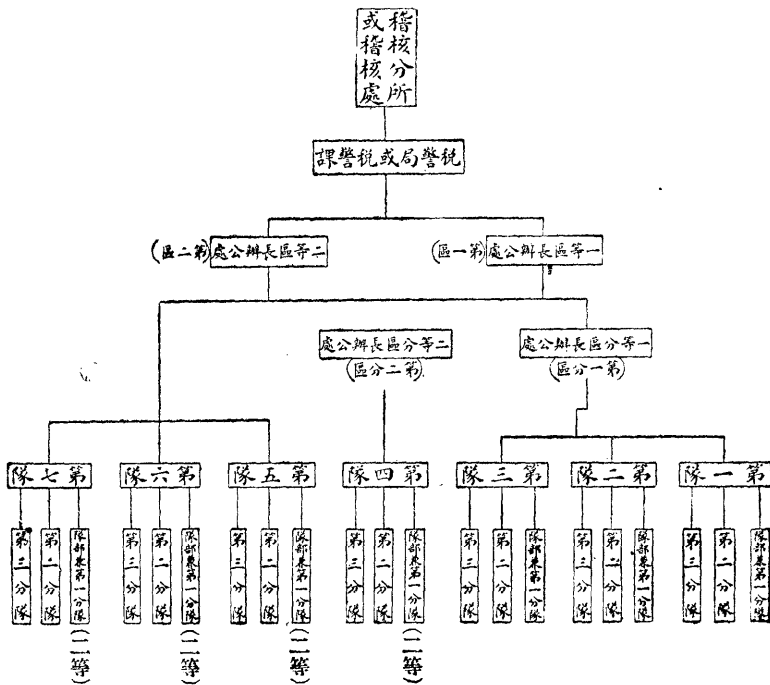 稽核分所
或稽核處
稅警局或稅警課
一等區長辦公處(第一區)
二等區長辦公處(第二區)
一等分區長辦公處
(第一分區)
二等分區長辦公處
(第二分區)
第一隊
第二隊
第三隊
第四隊
第五隊
第六隊
第七隊
隊部兼第一分隊
第二分隊
第三分隊
隊部兼第一分隊
第二分隊
第三分隊
隊部兼第一分隊
第二分隊
第三分隊
隊部兼第一分隊(二等)
第二分隊
第三分隊
隊部兼第一分隊(二等)
第二分隊
第三分隊
隊部兼第一分隊(二等)
第二分隊
第三分隊
隊部兼第一分隊(二等)
第二分隊
第三分隊